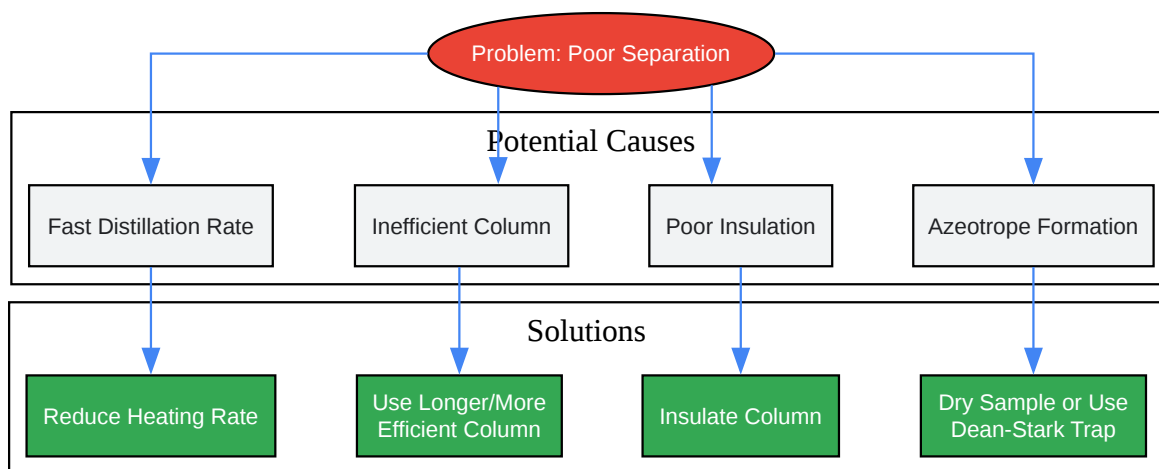 Problem: Poor Separation
Potential Causes
Fast Distillation Rate
Inefficient Column
Poor Insulation
Azeotrope Formation
Solutions
Reduce Heating Rate
Use Longer/More
Efficient Column
Insulate Column
Dry Sample or Use
Dean-Stark Trap